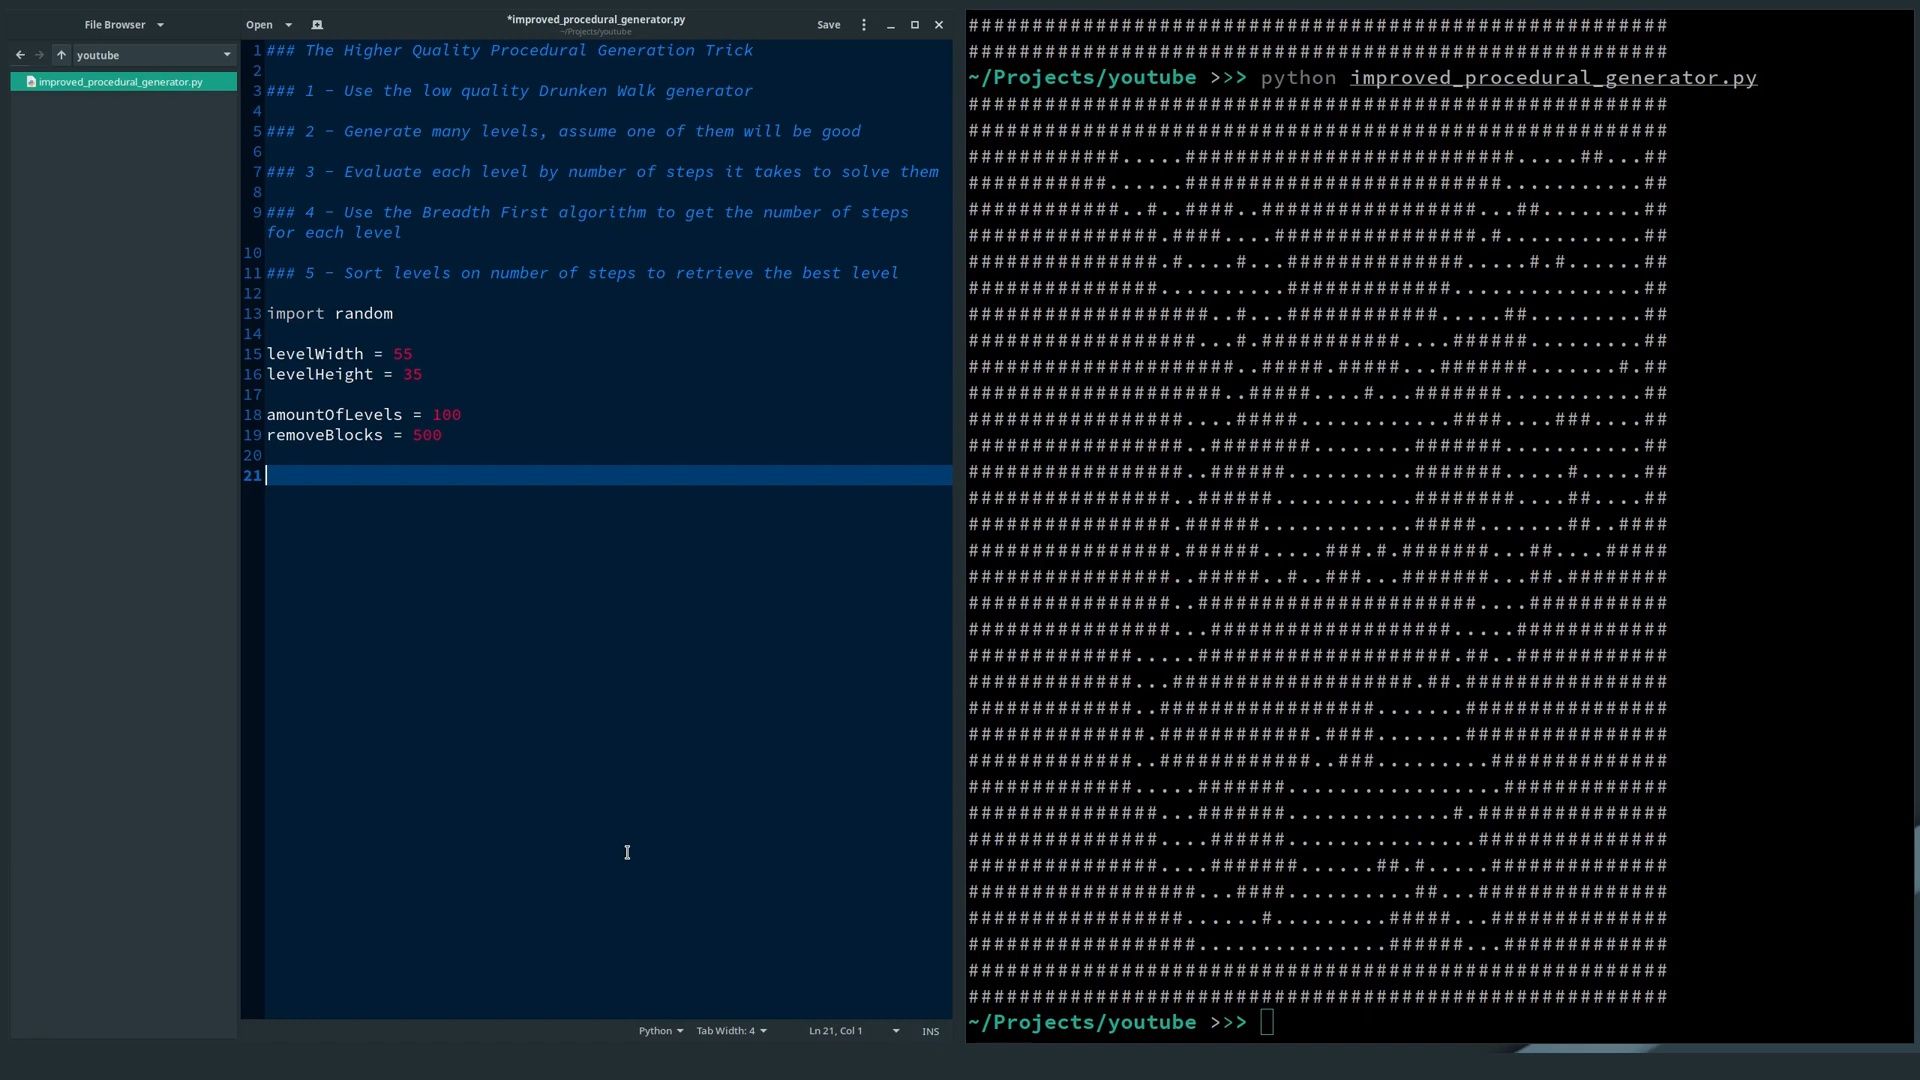 File Browser
Open
*improved_procedural_generator.py
~/Projects/youtube
Save
youtube
improved_procedural_generator.py
1 ### The Higher Quality Procedural Generation Trick
2
3 ### 1 - Use the low quality Drunken Walk generator
4
5 ### 2 - Generate many levels, assume one of them will be good
6
7 ### 3 - Evaluate each level by number of steps it takes to solve them
8
9 ### 4 - Use the Breadth First algorithm to get the number of steps
for each level
10
11 ### 5 - Sort levels on number of steps to retrieve the best level
12
13 import random
14
15 levelWidth = 55
16 levelHeight = 35
17
18 amountOfLevels = 100
19 removeBlocks = 500
20
21
Python
Tab Width: 4
Ln 21, Col 1
INS
#######################################################
#######################################################
~/Projects/youtube >>> python improved_procedural_generator.py
#######################################################
#######################################################
############.....##########################.....##...##
###########......#########################...........##
############..#..####..#################...##........##
###############.####....################.#...........##
###############.#....#...##############.....#.#......##
###############..........#############...............##
###################..#...############.....##.........##
##################...#.###########....######.........##
#####################..#####.#####...#######.......#.##
####################..#####....#...#######...........##
#################....#####............####....###....##
#################..########........#######...........##
#################..######..........#######.....#.....##
################..######...........########....##....##
################.######............#####.......##..####
################.######.....###.#.#######...##....#####
################..#####..#..###...#######...##.########
################..######################....###########
################...###################.....############
#############.....####################.##..############
#############...###################.##.################
#############..#################.......################
##############.############.####.......################
#############..############..###.........##############
#############.....#######.................#############
###############...#######.............#.###############
###############....######...............###############
###############....#######......##.#.....##############
##################...####..........##...###############
#################......#.........#####...##############
##################...............######...#############
#######################################################
#######################################################
~/Projects/youtube >>>